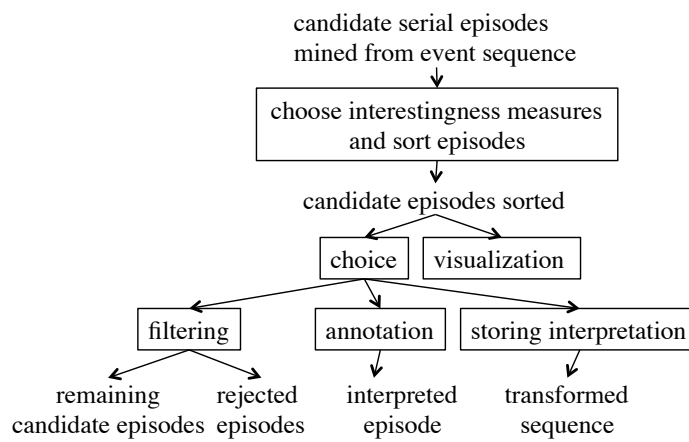 candidate serial episodes
mined from event sequence
choose interestingness measures
and sort episodes
candidate episodes sorted
choice
visualization
filtering
annotation
storing interpretation
remaining
candidate episodes
rejected
episodes
interpreted
episode
transformed
sequence